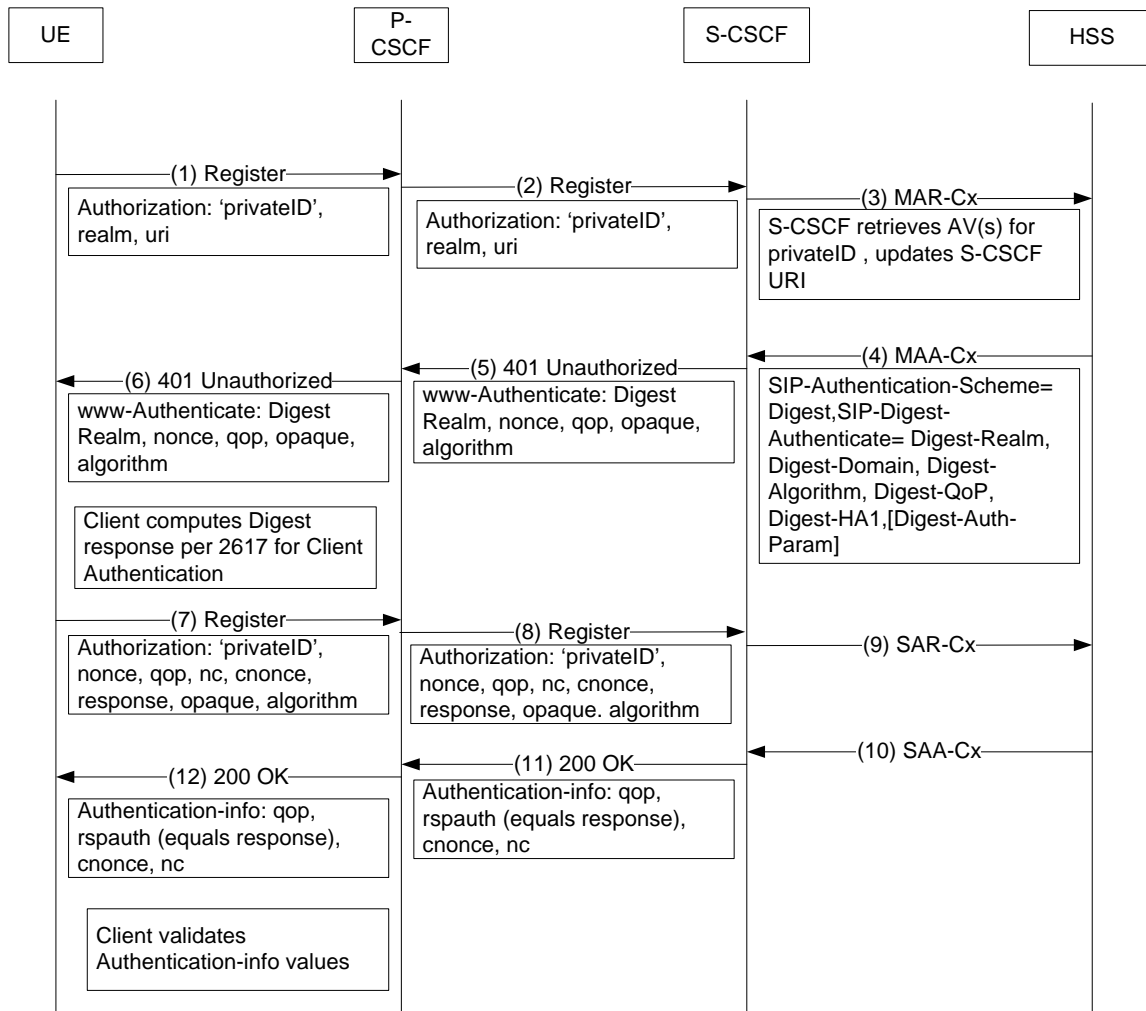 UE
P-
CSCF
S-CSCF
HSS
(1) Register
(2) Register
(3) MAR-Cx
Authorization: ‘privateID’,
realm, uri
Authorization: ‘privateID’,
realm, uri
S-CSCF retrieves AV(s) for
privateID , updates S-CSCF
URI
(4) MAA-Cx
(5) 401 Unauthorized
(6) 401 Unauthorized
SIP-Authentication-Scheme=
Digest,SIP-Digest-
Authenticate= Digest-Realm,
Digest-Domain, Digest-
Algorithm, Digest-QoP,
Digest-HA1,[Digest-Auth-
Param]
www-Authenticate: Digest
Realm, nonce, qop, opaque,
algorithm
www-Authenticate: Digest
Realm, nonce, qop, opaque,
algorithm
Client computes Digest
response per 2617 for Client
Authentication
(7) Register
(8) Register
(9) SAR-Cx
Authorization: ‘privateID’,
nonce, qop, nc, cnonce,
response, opaque, algorithm
Authorization: ‘privateID’,
nonce, qop, nc, cnonce,
response, opaque. algorithm
(10) SAA-Cx
(11) 200 OK
(12) 200 OK
Authentication-info: qop,
rspauth (equals response),
cnonce, nc
Authentication-info: qop,
rspauth (equals response),
cnonce, nc
Client validates
Authentication-info values